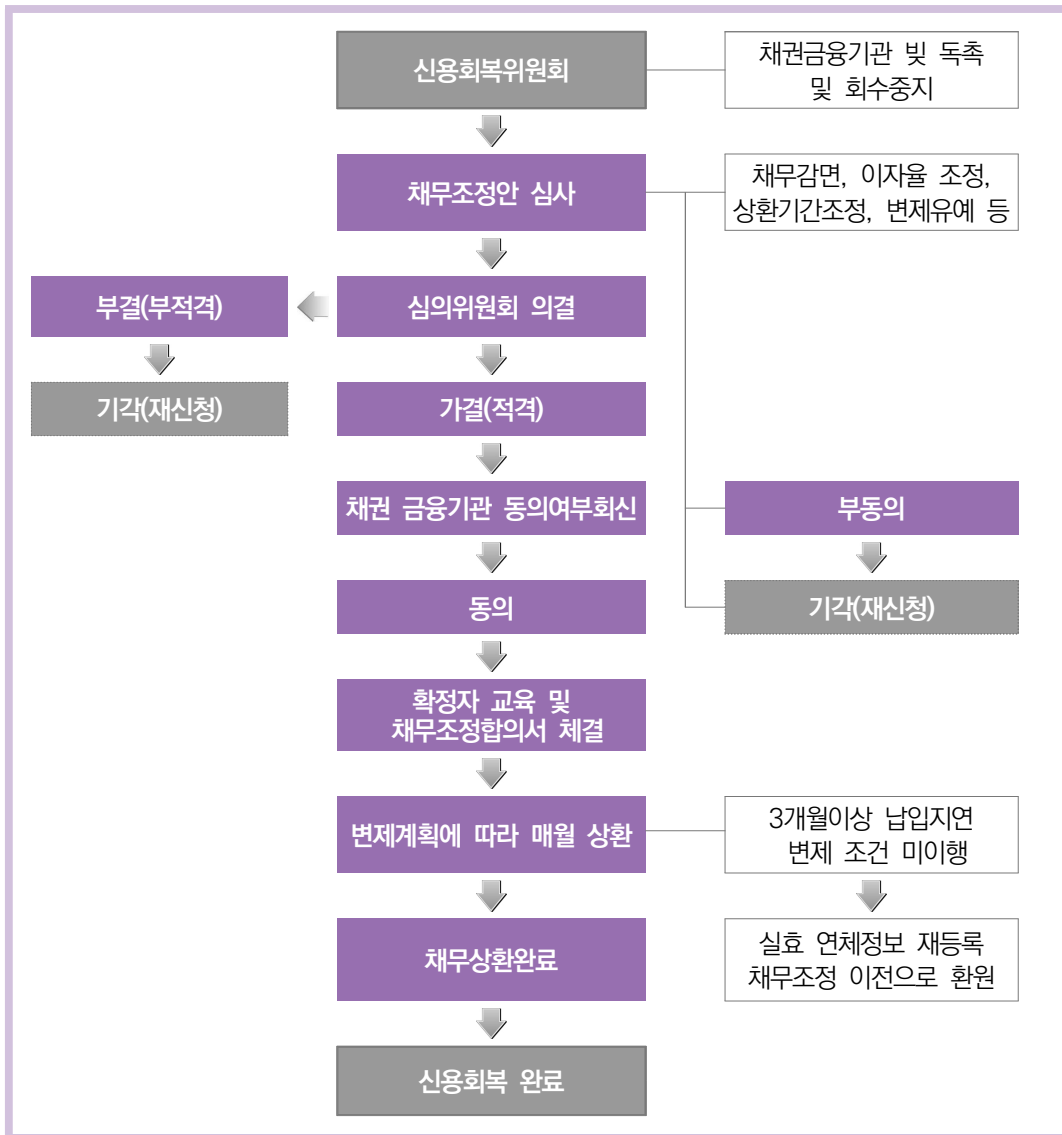 신용회복위원회
채권금융기관 빚 독촉
및 회수중지
채무조정안 심사
채무감면, 이자율 조정,
상환기간조정, 변제유예 등
부결(부적격)
심의위원회 의결
기각(재신청)
가결(적격)
채권 금융기관 동의여부회신
부동의
동의
기각(재신청)
확정자 교육 및
채무조정합의서 체결
변제계획에 따라 매월 상환
3개월이상 납입지연
변제 조건 미이행
채무상환완료
실효 연체정보 재등록
채무조정 이전으로 환원
신용회복 완료